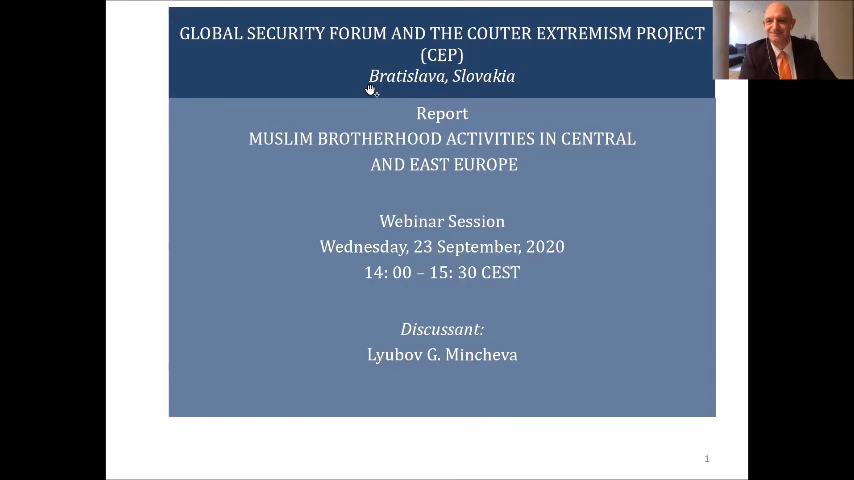 GLOBAL SECURITY FORUM AND THE COUTER EXTREMISM PROJECT
(CEP)
Bratislava, Slovakia
Report
MUSLIM BROTHERHOOD ACTIVITIES IN CENTRAL
AND EAST EUROPE
Webinar Session
Wednesday, 23 September, 2020
14: 00 – 15: 30 CEST
Discussant:
Lyubov G. Mincheva
1